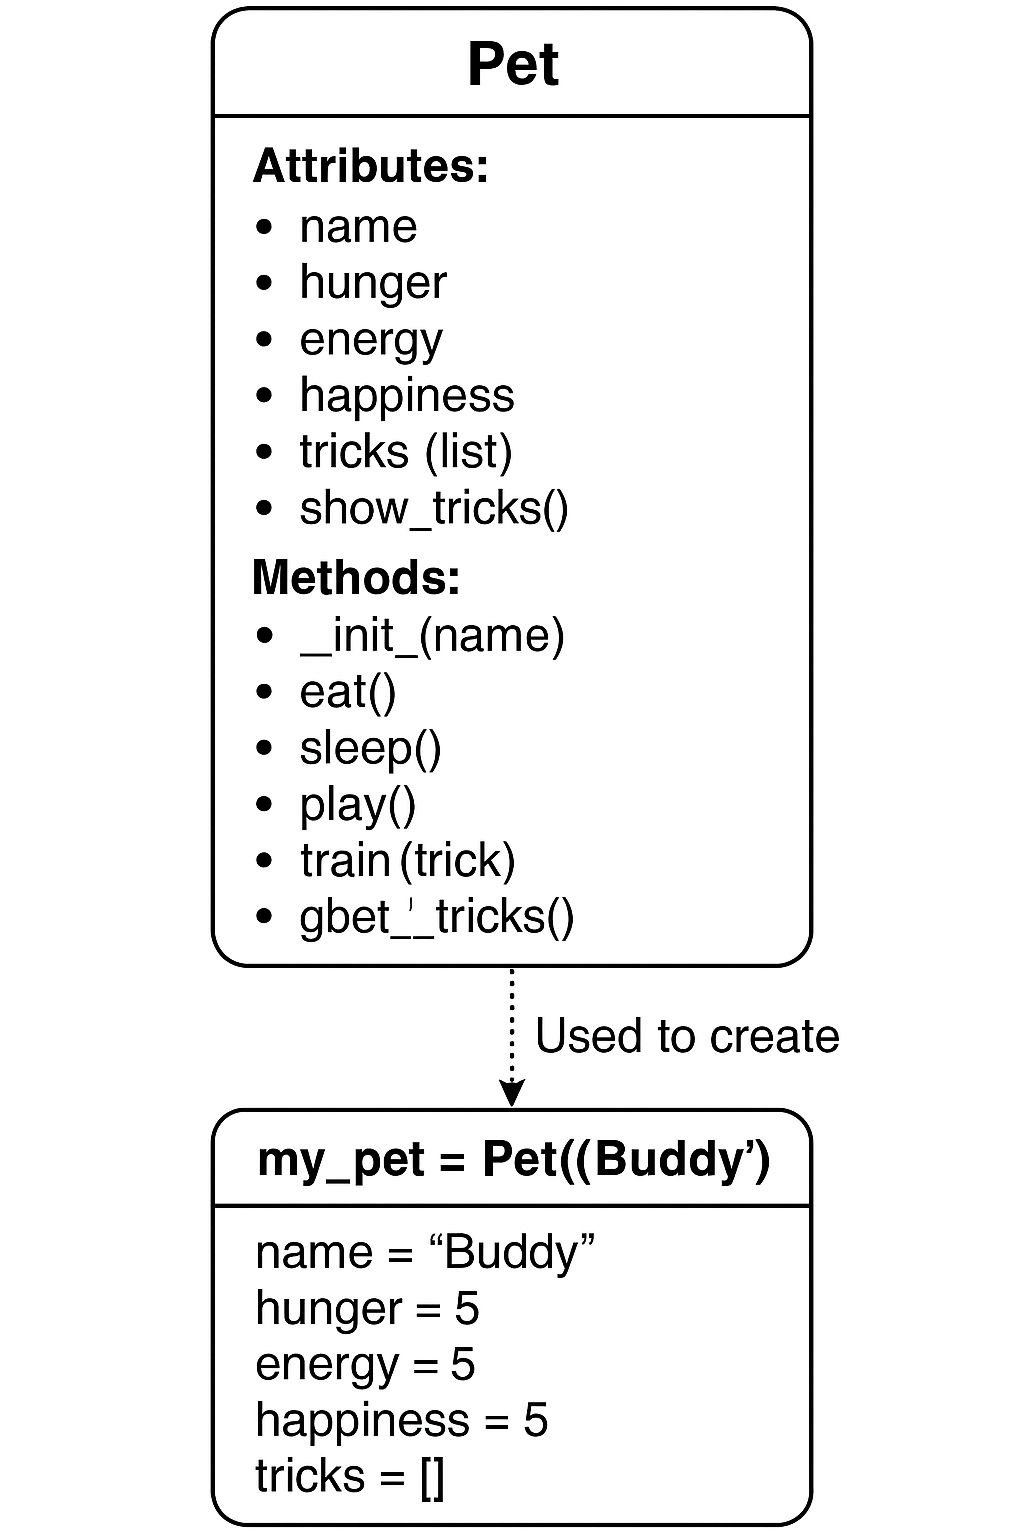 Pet
Attributes:
• name
• hunger
• energy
• happiness
• tricks (list)
• show_tricks()
Methods:
• __init_(name)
• eat()
• sleep()
• play()
• train (trick)
• gbet_'_tricks()
Used to create
my_pet = Pet((Buddy’)
name = “Buddy”
hunger = 5
energy = 5
happiness = 5
tricks = []